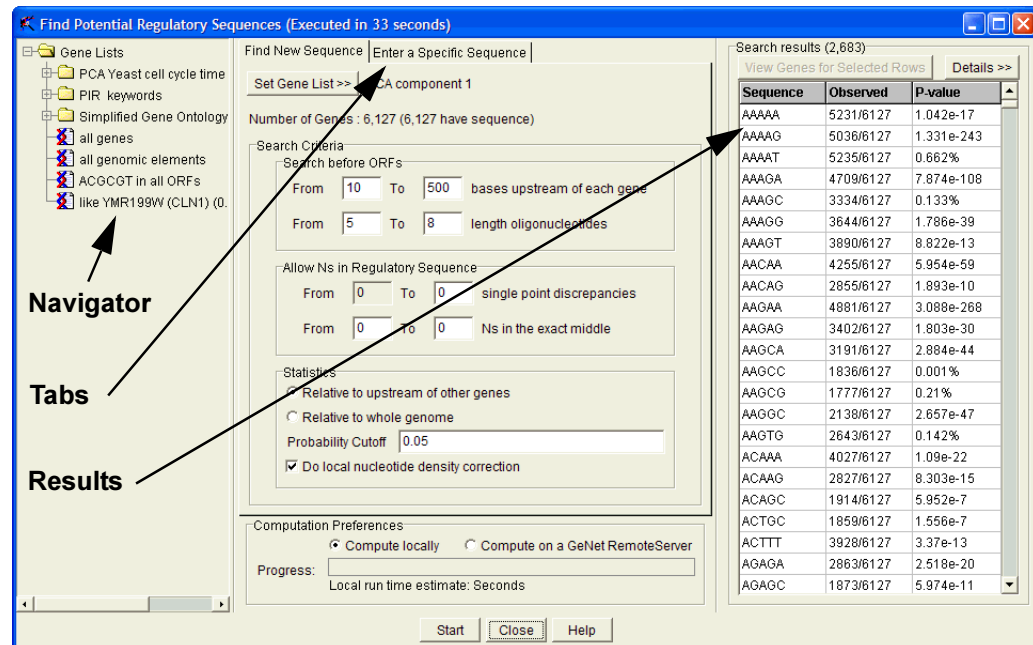 Find Potential Regulatory Sequences (Executed in 33 seconds)
Gene Lists
PCA Yeast cell cycle time
PIR keywords
Simplified Gene Ontology
all genes
all genomic elements
ACGCGT in all ORFs
like YMR199W (CLN1) (0.
Navigator
Tabs
Results
Find New Sequence
Enter a Specific Sequence
Set Gene List >>
CA component 1
Number of Genes : 6,127 (6,127 have sequence)
Search Criteria
Search before ORFs
From 10 To 500 bases upstream of each gene
From 5 To 8 length oligonucleotides
Allow Ns in Regulatory Sequence
From 0 To 0 single point discrepancies
From 0 To 0 Ns in the exact middle
Statistics
Relative to upstream of other genes
Relative to whole genome
Probability Cutoff 0.05
Do local nucleotide density correction
Computation Preferences
Compute locally Compute on a GeNet RemoteServer
Progress:
Local run time estimate: Seconds
Search results (2,683)
View Genes for Selected Rows Details >>
Sequence Observed P-value
AAAAA 5231/6127 1.042e-17
AAAAG 5036/6127 1.331e-243
AAAAT 5235/6127 0.662%
AAAGA 4709/6127 7.874e-108
AAAGC 3334/6127 0.133%
AAAGG 3644/6127 1.786e-39
AAAGT 3890/6127 8.822e-13
AACAA 4255/6127 5.954e-59
AACAG 2855/6127 1.893e-10
AAGAA 4881/6127 3.088e-268
AAGAG 3402/6127 1.803e-30
AAGCA 3191/6127 2.884e-44
AAGCC 1836/6127 0.001%
AAGCG 1777/6127 0.21%
AAGGC 2138/6127 2.657e-47
AAGTG 2643/6127 0.142%
ACAAA 4027/6127 1.09e-22
ACAAG 2827/6127 8.303e-15
ACAGC 1914/6127 5.952e-7
ACTGC 1859/6127 1.556e-7
ACTTT 3928/6127 3.37e-13
AGAGA 2863/6127 2.518e-20
AGAGC 1873/6127 5.974e-11
Start Close Help